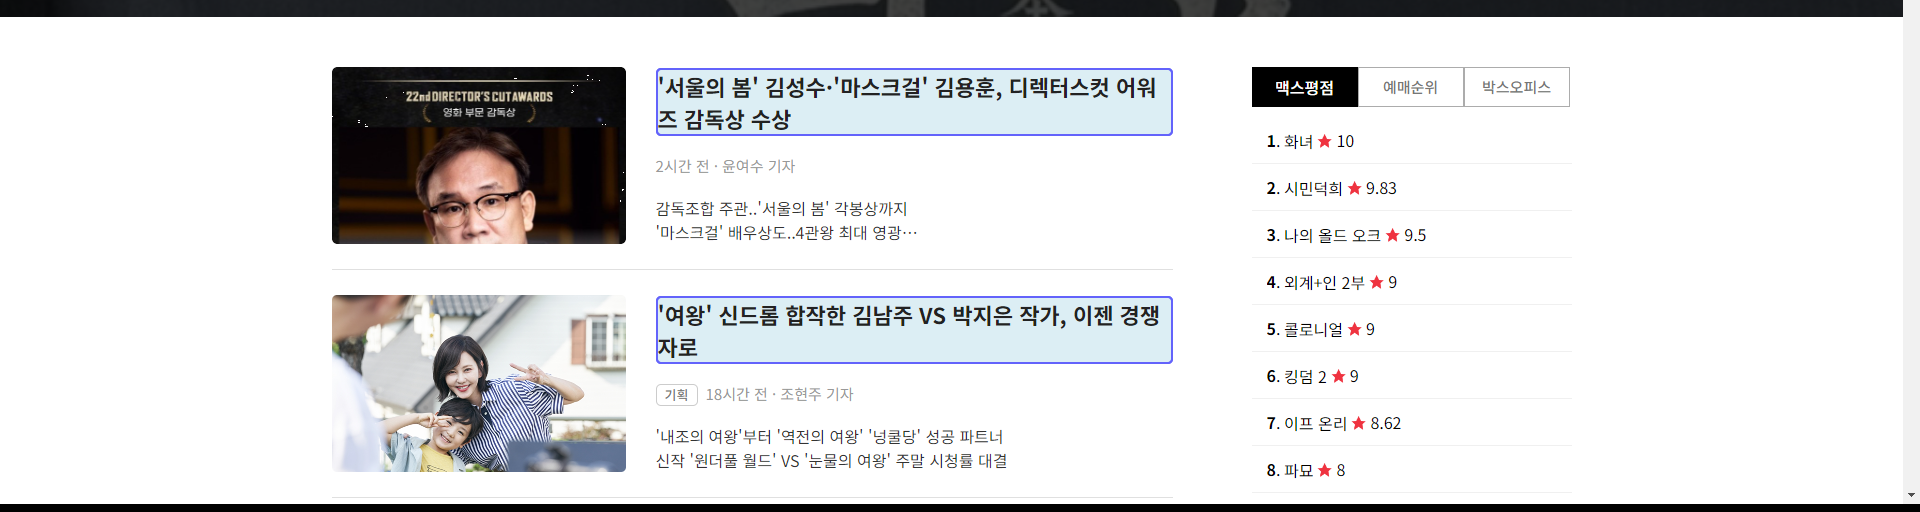 本
22nd DIRECTOR'S CUT AWARDS
영화 부문 감독상
'서울의 봄' 김성수·'마스크걸' 김용훈, 디렉터스컷 어워
즈 감독상 수상
2시간 전 · 윤여수 기자
감독조합 주관..'서울의 봄' 각본상까지
'마스크걸' 배우상도..4관왕 최대 영광…
'여왕' 신드롬 합작한 김남주 VS 박지은 작가, 이젠 경쟁
자로
기획 18시간 전 · 조현주 기자
'내조의 여왕'부터 '역전의 여왕' '넝쿨당' 성공 파트너
신작 '원더풀 월드' VS '눈물의 여왕' 주말 시청률 대결
맥스평점 예매순위 박스오피스
1. 화녀 ★ 10
2. 시민덕희 ★ 9.83
3. 나의 올드 오크 ★ 9.5
4. 외계+인 2부 ★ 9
5. 콜로니얼 ★ 9
6. 킹덤 2 ★ 9
7. 이프 온리 ★ 8.62
8. 파묘 ★ 8